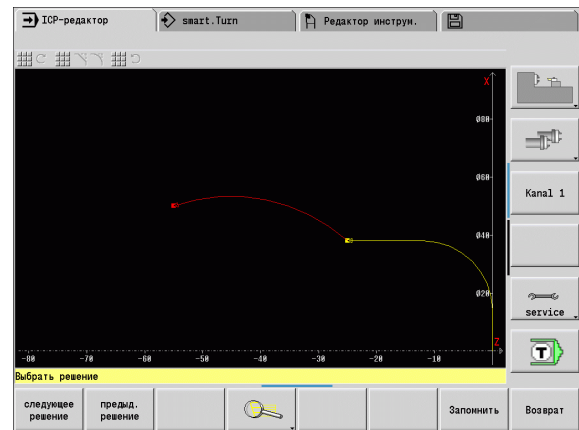 ICP-редактор
smart.Turn
Редактор инструм.
X
Ø80
Ø60
Kanal 1
Ø40
Ø20
service
Z
-80 -70 -60 -50 -40 -30 -20 -10
T
Выбрать решение
следующее решение
предыд. решение
Запомнить
Возврат